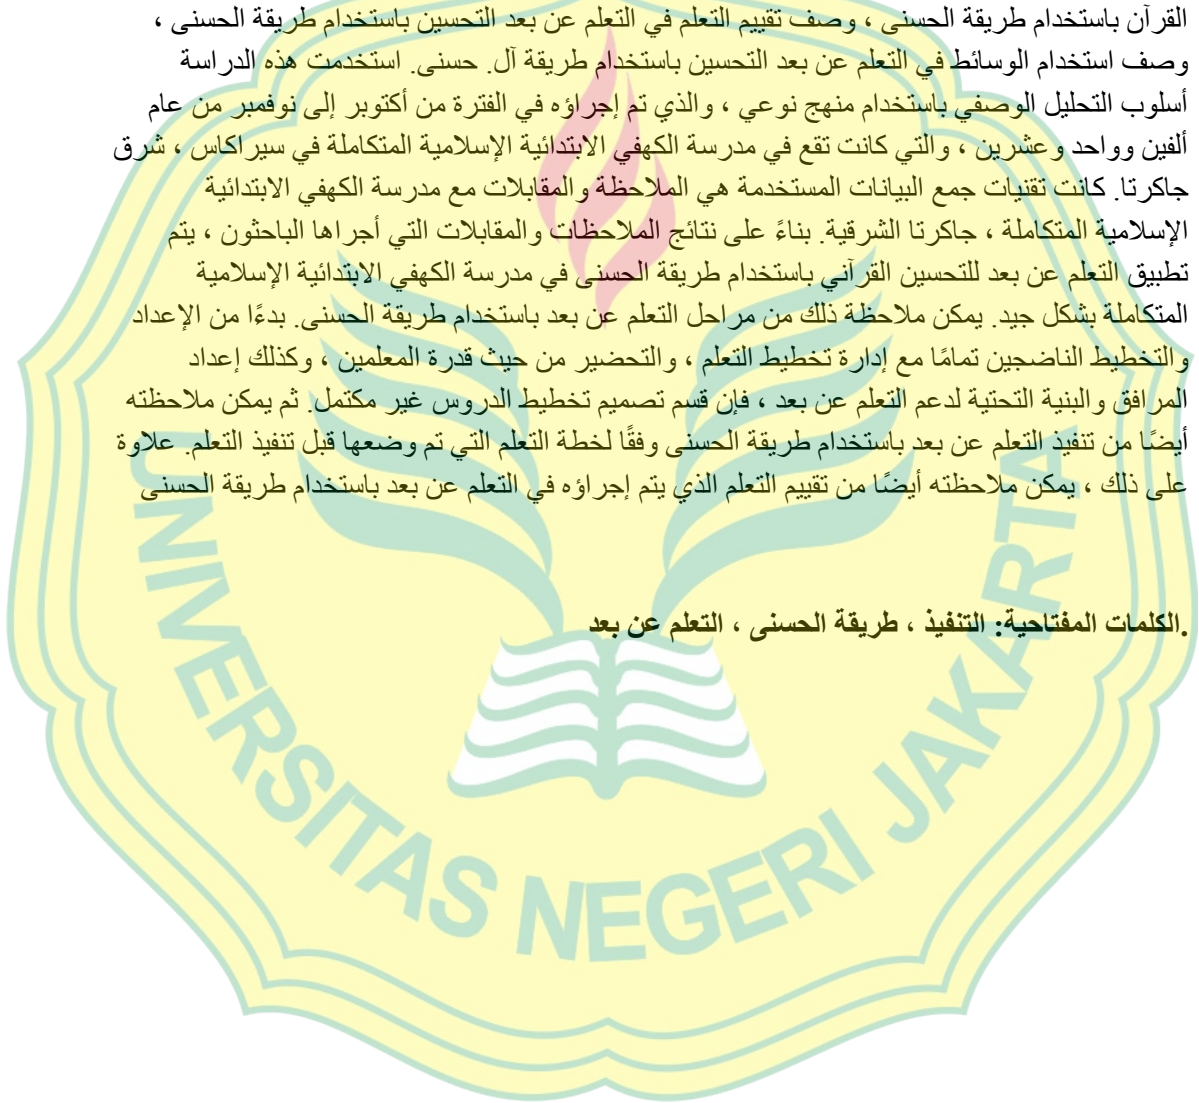 القرآن باستخدام طريقة الحسنى ، وصف تقييم التعلم في التعلم عن بعد التحسين باستخدام طريقة الحسنى ،
وصف استخدام الوسائط في التعلم عن بعد التحسين باستخدام طريقة آل. حسنى. استخدمت هذه الدراسة
أسلوب التحليل الوصفي باستخدام منهج نوعي ، والذي تم إجراؤه في الفترة من أكتوبر إلى نوفمبر من عام
ألفين وواحد وعشرين ، والتي كانت تقع في مدرسة الكهفي الابتدائية الإسلامية المتكاملة في سيراكاس ، شرق
جاكرتا. كانت تقنيات جمع البيانات المستخدمة هي الملاحظة والمقابلات مع مدرسة الكهفي الابتدائية
الإسلامية المتكاملة ، جاكرتا الشرقية. بناءً على نتائج الملاحظات والمقابلات التي أجراها الباحثون ، يتم
تطبيق التعلم عن بعد للتحسين القرآني باستخدام طريقة الحسنى في مدرسة الكهفي الابتدائية الإسلامية
المتكاملة بشكل جيد. يمكن ملاحظة ذلك من مراحل التعلم عن بعد باستخدام طريقة الحسنى. بدءًا من الإعداد
والتخطيط الناضجين تمامًا مع إدارة تخطيط التعلم ، والتحضير من حيث قدرة المعلمين ، وكذلك إعداد
المرافق والبنية التحتية لدعم التعلم عن بعد ، فإن قسم تصميم تخطيط الدروس غير مكتمل. ثم يمكن ملاحظته
أيضًا من تنفيذ التعلم عن بعد باستخدام طريقة الحسنى وفقًا لخطة التعلم التي تم وضعها قبل تنفيذ التعلم. علاوة
على ذلك ، يمكن ملاحظته أيضًا من تقييم التعلم الذي يتم إجراؤه في التعلم عن بعد باستخدام طريقة الحسنى
.الكلمات المفتاحية: التنفيذ ، طريقة الحسنى ، التعلم عن بعد
UNIVERSITAS NEGERI JAKARTA